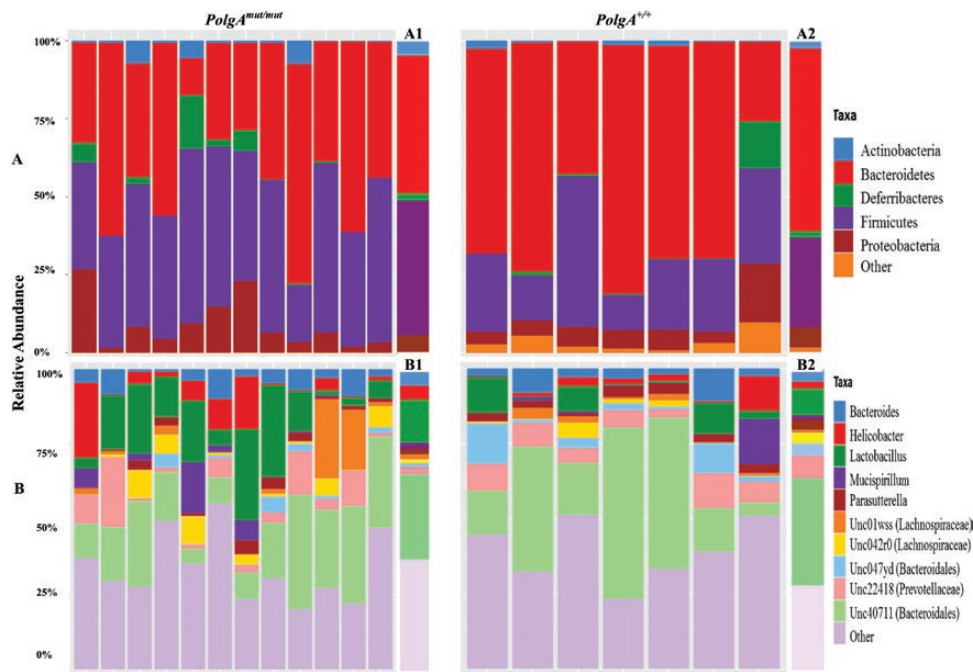 PolgA^mut/mut
PolgA^+/+
A1
A2
100%
75%
50%
25%
0%
A
Taxa
Actinobacteria
Bacteroidetes
Deferribacteres
Firmicutes
Proteobacteria
Other
Relative Abundance
B1
B2
100%
75%
50%
25%
0%
B
Taxa
Bacteroides
Helicobacter
Lactobacillus
Mucispirillum
Parasutterella
Unc01wss (Lachnospiraceae)
Unc042r0 (Lachnospiraceae)
Unc047yd (Bacteroidales)
Unc22418 (Prevotellaceae)
Unc40711 (Bacteroidales)
Other